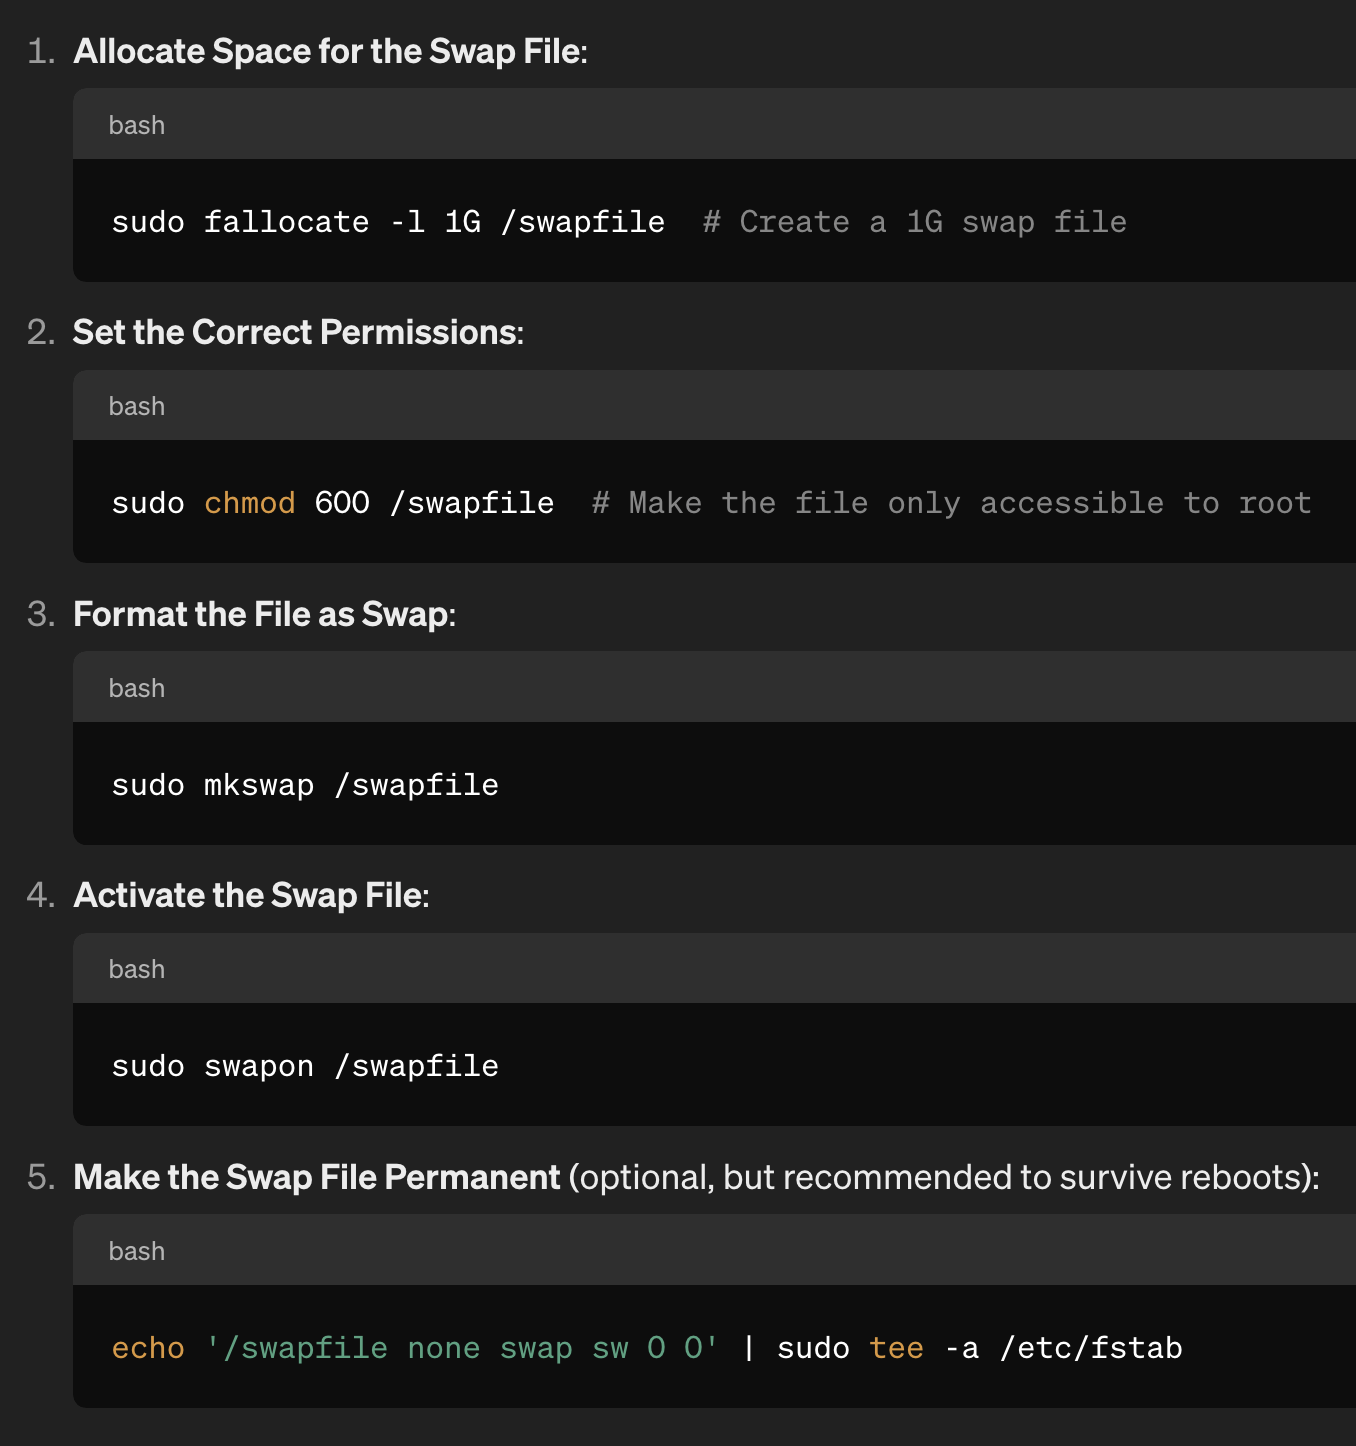 1. Allocate Space for the Swap File:
bash
sudo fallocate -l 1G /swapfile  # Create a 1G swap file
2. Set the Correct Permissions:
bash
sudo chmod 600 /swapfile  # Make the file only accessible to root
3. Format the File as Swap:
bash
sudo mkswap /swapfile
4. Activate the Swap File:
bash
sudo swapon /swapfile
5. Make the Swap File Permanent (optional, but recommended to survive reboots):
bash
echo '/swapfile none swap sw 0 0' | sudo tee -a /etc/fstab